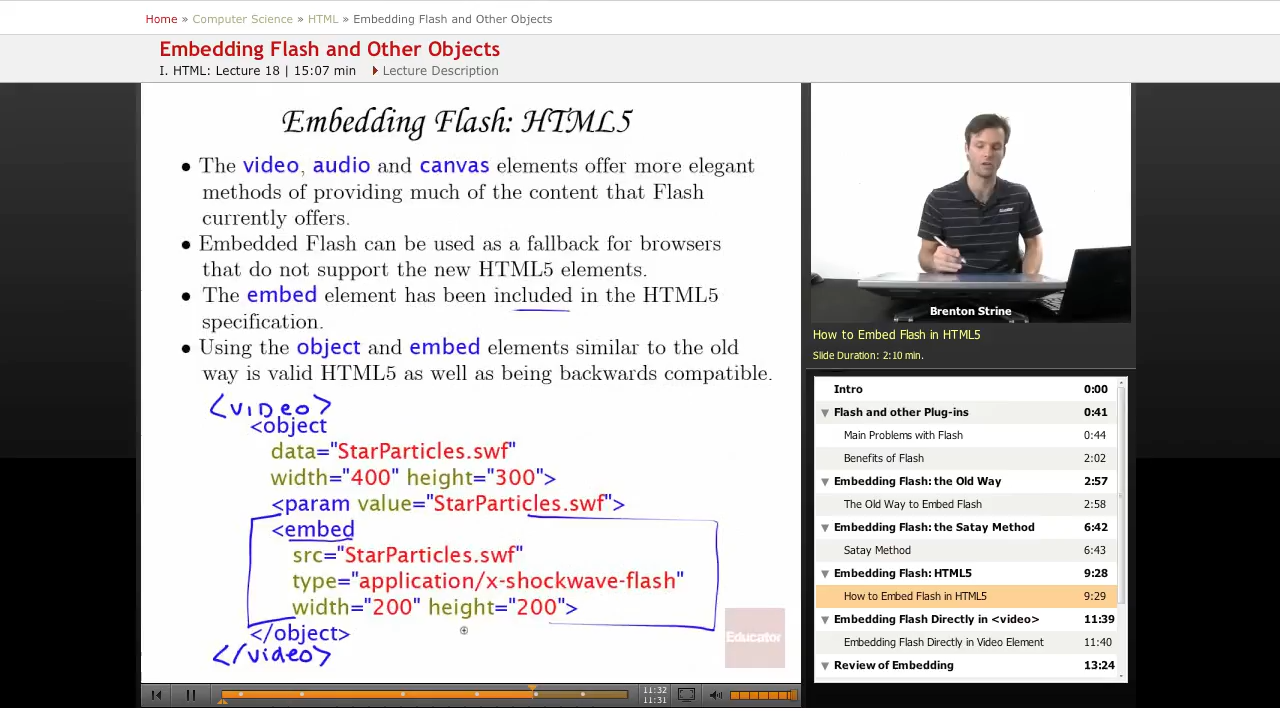 Home » Computer Science » HTML » Embedding Flash and Other Objects
Embedding Flash and Other Objects
I. HTML: Lecture 18 | 15:07 min Lecture Description
Embedding Flash: HTML5
• The video, audio and canvas elements offer more elegant
methods of providing much of the content that Flash
currently offers.
• Embedded Flash can be used as a fallback for browsers
that do not support the new HTML5 elements.
• The embed element has been included in the HTML5
specification.
• Using the object and embed elements similar to the old
way is valid HTML5 as well as being backwards compatible.
<video>
<object
data="StarParticles.swf"
width="400" height="300">
<param value="StarParticles.swf">
<embed
src="StarParticles.swf"
type="application/x-shockwave-flash"
width="200" height="200">
</object>
</video>
Educator
Brenton Strine
How to Embed Flash in HTML5
Slide Duration: 2:10 min.
Intro 0:00
Flash and other Plug-ins 0:41
Main Problems with Flash 0:44
Benefits of Flash 2:02
Embedding Flash: the Old Way 2:57
The Old Way to Embed Flash 2:58
Embedding Flash: the Satay Method 6:42
Satay Method 6:43
Embedding Flash: HTML5 9:28
How to Embed Flash in HTML5 9:29
Embedding Flash Directly in <video> 11:39
Embedding Flash Directly in Video Element 11:40
Review of Embedding 13:24
11:32
11:31